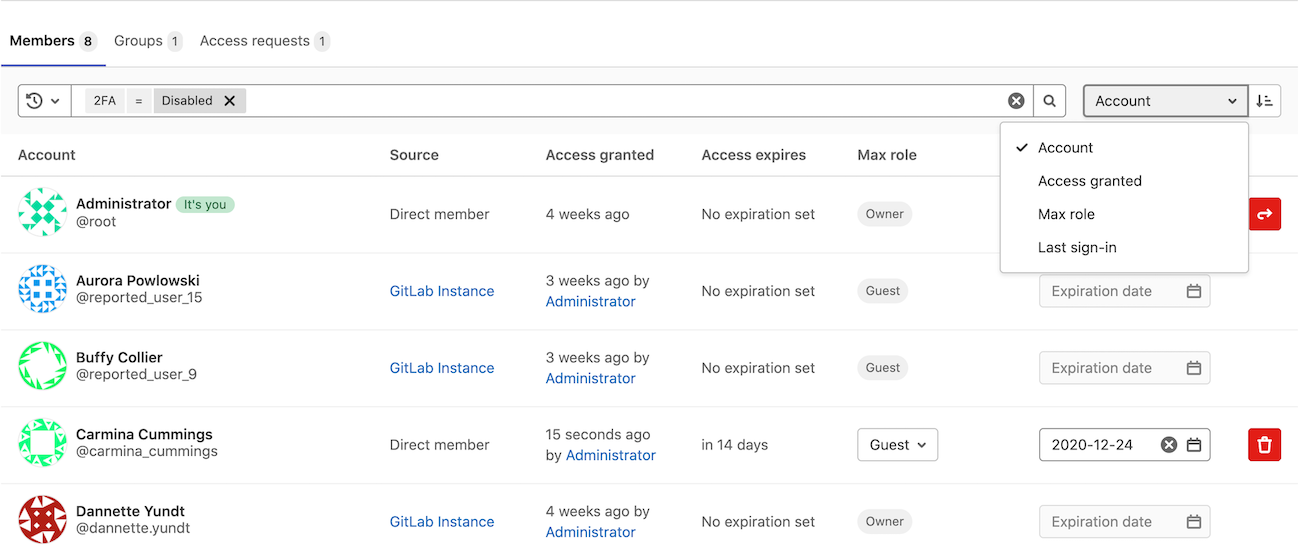 Members 8 Groups 1 Access requests 1
2FA = Disabled Account
Account
Access granted
Max role
Last sign-in
Account Source Access granted Access expires Max role
Administrator It's you
@root
Direct member 4 weeks ago No expiration set Owner
Aurora Powlowski
@reported_user_15
GitLab Instance
3 weeks ago by
Administrator
No expiration set Guest Expiration date
Buffy Collier
@reported_user_9
GitLab Instance
3 weeks ago by
Administrator
No expiration set Guest Expiration date
Carmina Cummings
@carmina_cummings
Direct member
15 seconds ago
by Administrator
in 14 days Guest 2020-12-24
Dannette Yundt
@dannette.yundt
GitLab Instance
4 weeks ago by
Administrator
No expiration set Owner Expiration date